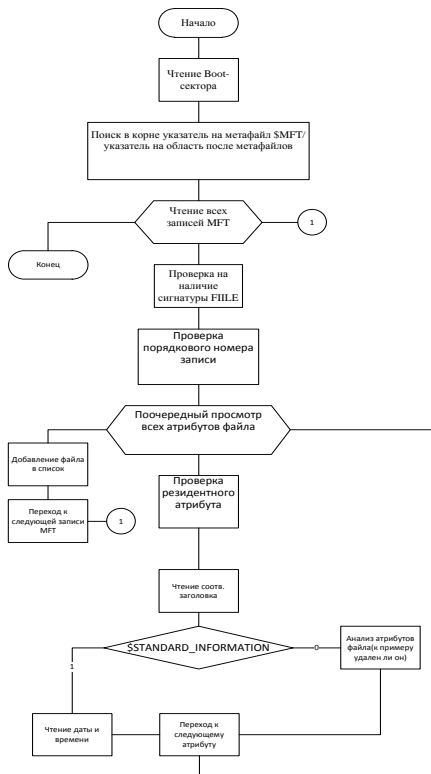 Начало
Чтение Boot-
сектора
Поиск в корне указатель на метафайл $MFT/
указатель на область после метафайлов
Чтение всех
записей MFT
1
Конец
Проверка на
наличие
сигнатуры FIILE
Проверка
порядкового номера
записи
Поочередный просмотр
всех атрибутов файла
Добавление файла
в список
Переход к
следующей записи
MFT
1
Проверка
резидентного
атрибута
Чтение соотв.
заголовка
$STANDARD_INFORMATION
0
Анализ атрибутов
файла(к примеру
удален ли он)
1
Чтение даты и
времени
Переход к
следующему
атрибуту